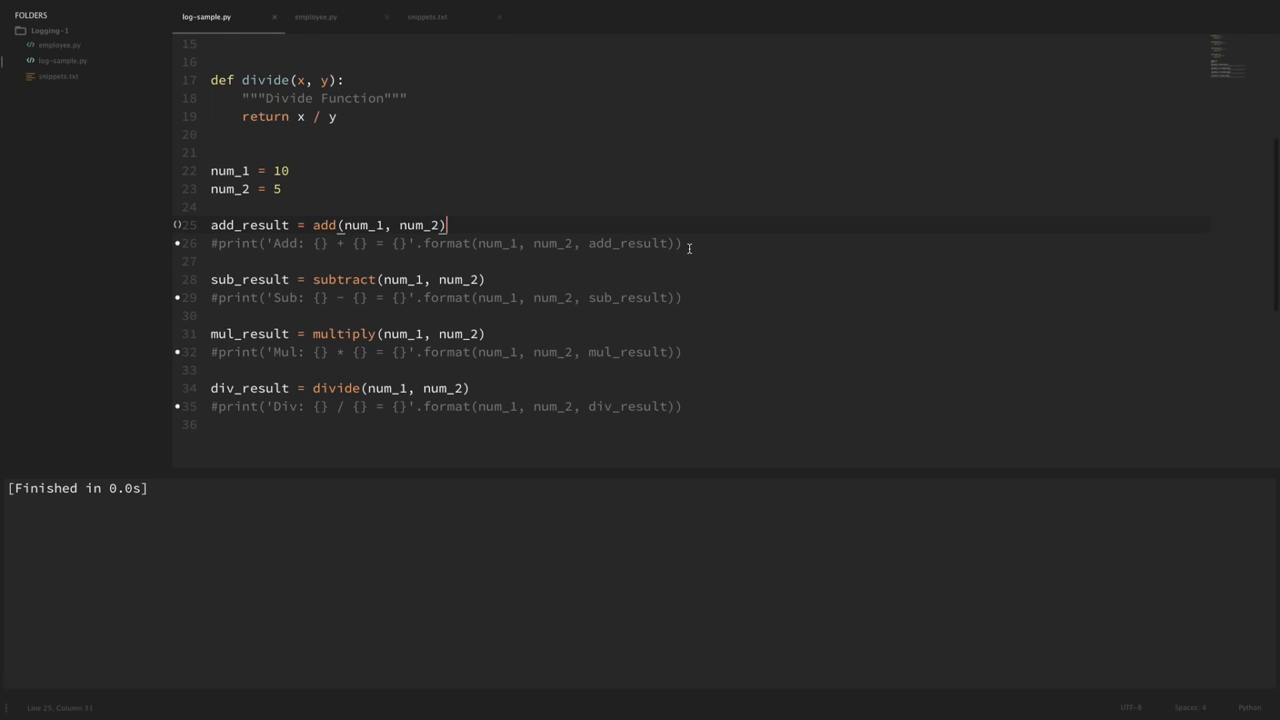 FOLDERS
Logging-1
employee.py
log-sample.py
snippets.txt
log-sample.py × employee.py × snippets.txt ×
15
16
17 def divide(x, y):
18 """Divide Function"""
19 return x / y
20
21
22 num_1 = 10
23 num_2 = 5
24
25 add_result = add(num_1, num_2)
26 #print('Add: {} + {} = {}'.format(num_1, num_2, add_result))
27
28 sub_result = subtract(num_1, num_2)
29 #print('Sub: {} - {} = {}'.format(num_1, num_2, sub_result))
30
31 mul_result = multiply(num_1, num_2)
32 #print('Mul: {} * {} = {}'.format(num_1, num_2, mul_result))
33
34 div_result = divide(num_1, num_2)
35 #print('Div: {} / {} = {}'.format(num_1, num_2, div_result))
36
[Finished in 0.0s]
Line 25, Column 31 UTF-8 Spaces: 4 Python